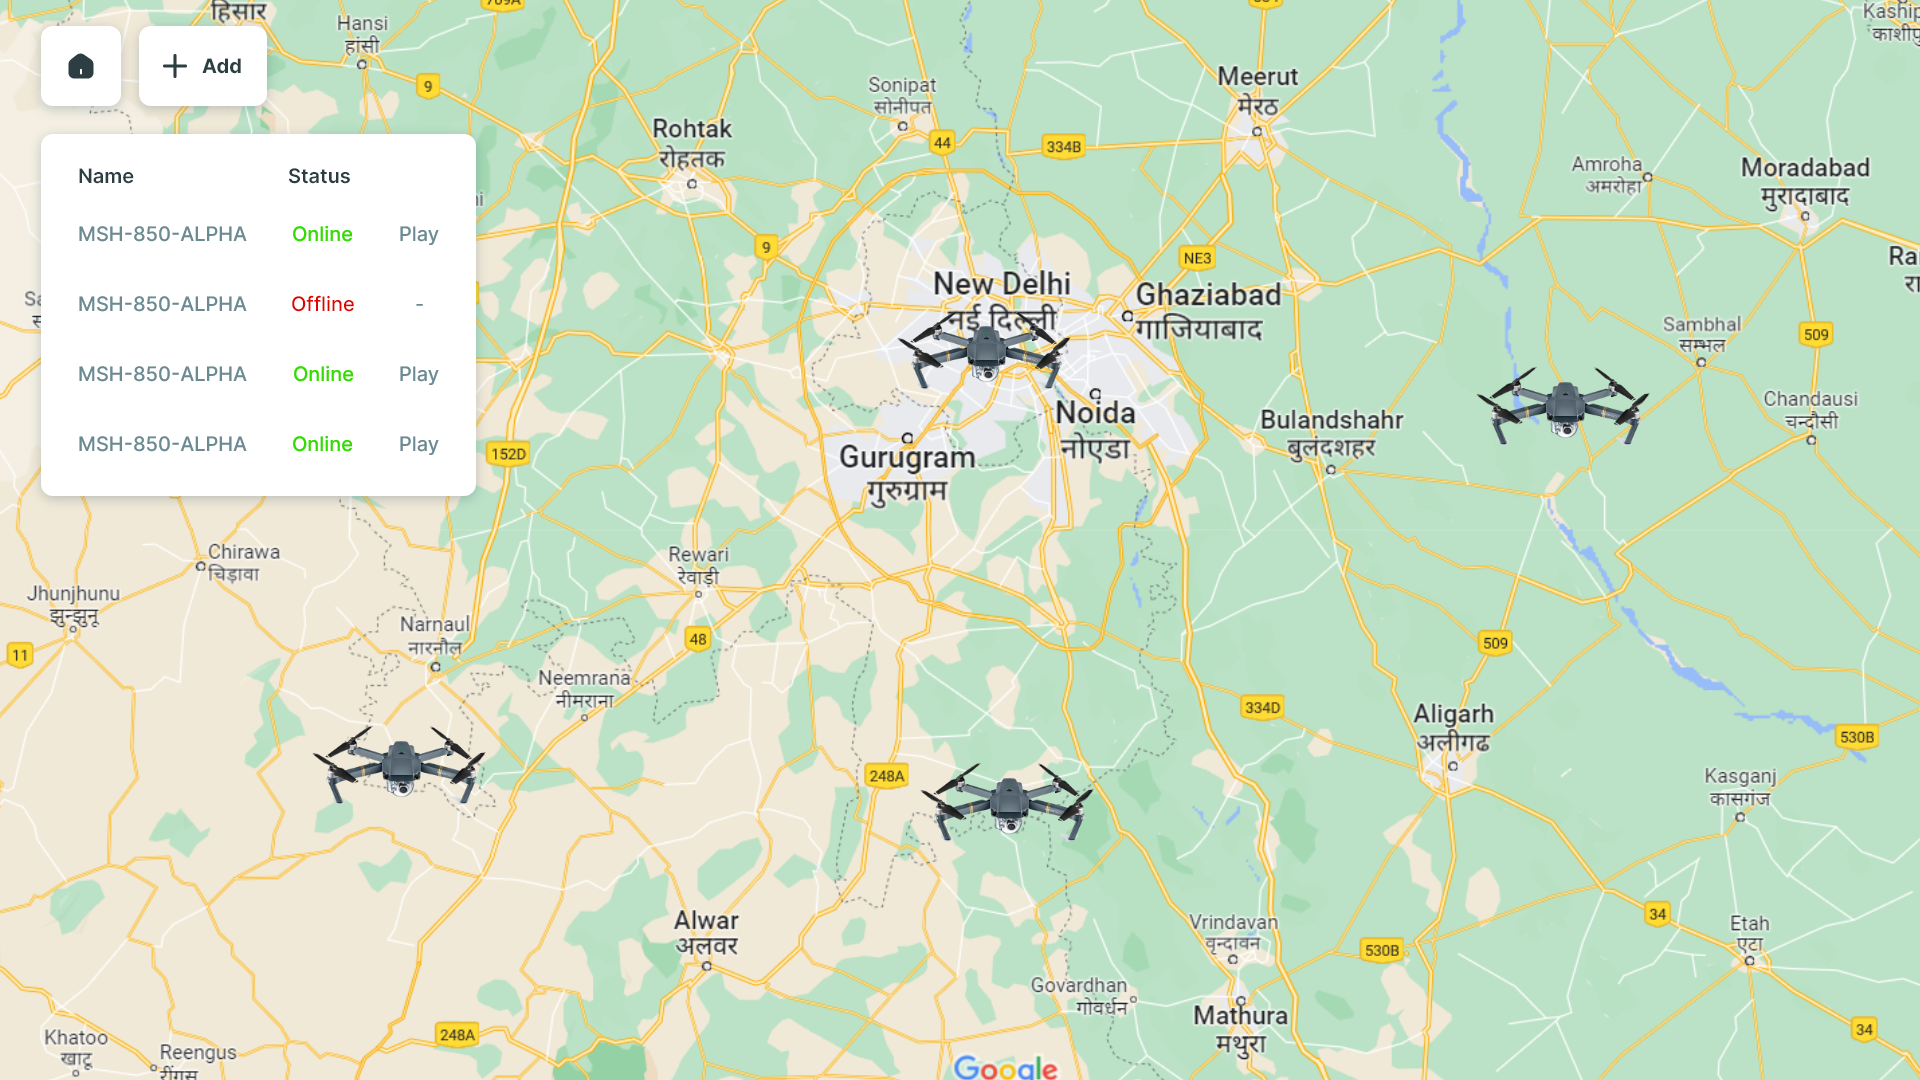 709A
हिसार
Hansi
हांसी
9
Add
Name Status
MSH-850-ALPHA Online Play
MSH-850-ALPHA Offline -
MSH-850-ALPHA Online Play
MSH-850-ALPHA Online Play
Sonipat
सोनीपत
44
334B
Meerut
मेरठ
Rohtak
रोहतक
Amroha
अमरोहा
Moradabad
मुरादाबाद
9
NE3
New Delhi
नई दिल्ली
Ghaziabad
गाजियाबाद
Sambhal
सम्भल
509
Chandausi
चन्दौसी
Noida
नोएडा
Bulandshahr
बुलंदशहर
Gurugram
गुरुग्राम
152D
Chirawa
चिड़ावा
Rewari
रेवाड़ी
Jhunjhunu
झुन्झुनू
Narnaul
नारनौल
11
48
509
Neemrana
नीमराना
334D
Aligarh
अलीगढ
530B
248A
Kasganj
कासगंज
Alwar
अलवर
Vrindavan
वृन्दावन
34
Etah
एटा
530B
Govardhan
गोवर्धन
Mathura
मथुरा
34
248A
Khatoo
खाटू
Reengus
रींगस
Google